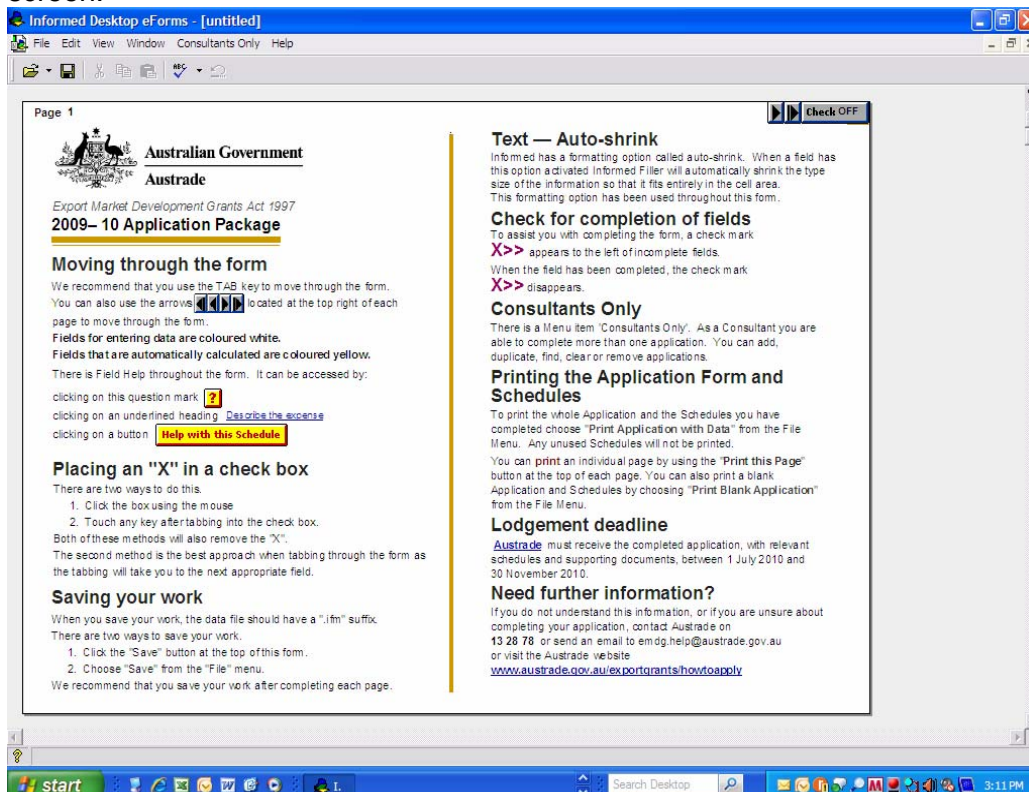 screen.
Informed Desktop eForms - [untitled]
File Edit View Window Consultants Only Help
ABC
Page 1
Check OFF
Australian Government
Austrade
Export Market Development Grants Act 1997
2009– 10 Application Package
Moving through the form
We recommend that you use the TAB key to move through the form.
You can also use the arrows located at the top right of each
page to move through the form.
Fields for entering data are coloured white.
Fields that are automatically calculated are coloured yellow.
There is Field Help throughout the form. It can be accessed by:
clicking on this question mark ?
clicking on an underlined heading Describe the expense
clicking on a button Help with this Schedule
Placing an "X" in a check box
There are two ways to do this.
1. Click the box using the mouse
2. Touch any key after tabbing into the check box.
Both of these methods will also remove the "X".
The second method is the best approach when tabbing through the form as
the tabbing will take you to the next appropriate field.
Saving your work
When you save your work, the data file should have a ".ifm" suffix.
There are two ways to save your work.
1. Click the "Save" button at the top of this form.
2. Choose "Save" from the "File" menu.
We recommend that you save your work after completing each page.
Text — Auto-shrink
Informed has a formatting option called auto-shrink. When a field has
this option activated Informed Filler will automatically shrink the type
size of the information so that it fits entirely in the cell area.
This formatting option has been used throughout this form.
Check for completion of fields
To assist you with completing the form, a check mark
X>> appears to the left of incomplete fields.
When the field has been completed, the check mark
X>> disappears.
Consultants Only
There is a Menu item 'Consultants Only'. As a Consultant you are
able to complete more than one application. You can add,
duplicate, find, clear or remove applications.
Printing the Application Form and
Schedules
To print the whole Application and the Schedules you have
completed choose "Print Application with Data" from the File
Menu. Any unused Schedules will not be printed.
You can print an individual page by using the "Print this Page"
button at the top of each page. You can also print a blank
Application and Schedules by choosing "Print Blank Application"
from the File Menu.
Lodgement deadline
Austrade must receive the completed application, with relevant
schedules and supporting documents, between 1 July 2010 and
30 November 2010.
Need further information?
If you do not understand this information, or if you are unsure about
completing your application, contact Austrade on
13 28 78 or send an email to emdg.help@austrade.gov.au
or visit the Austrade website
www.austrade.gov.au/exportgrants/howtoapply
start
I.
Search Desktop
3:11 PM